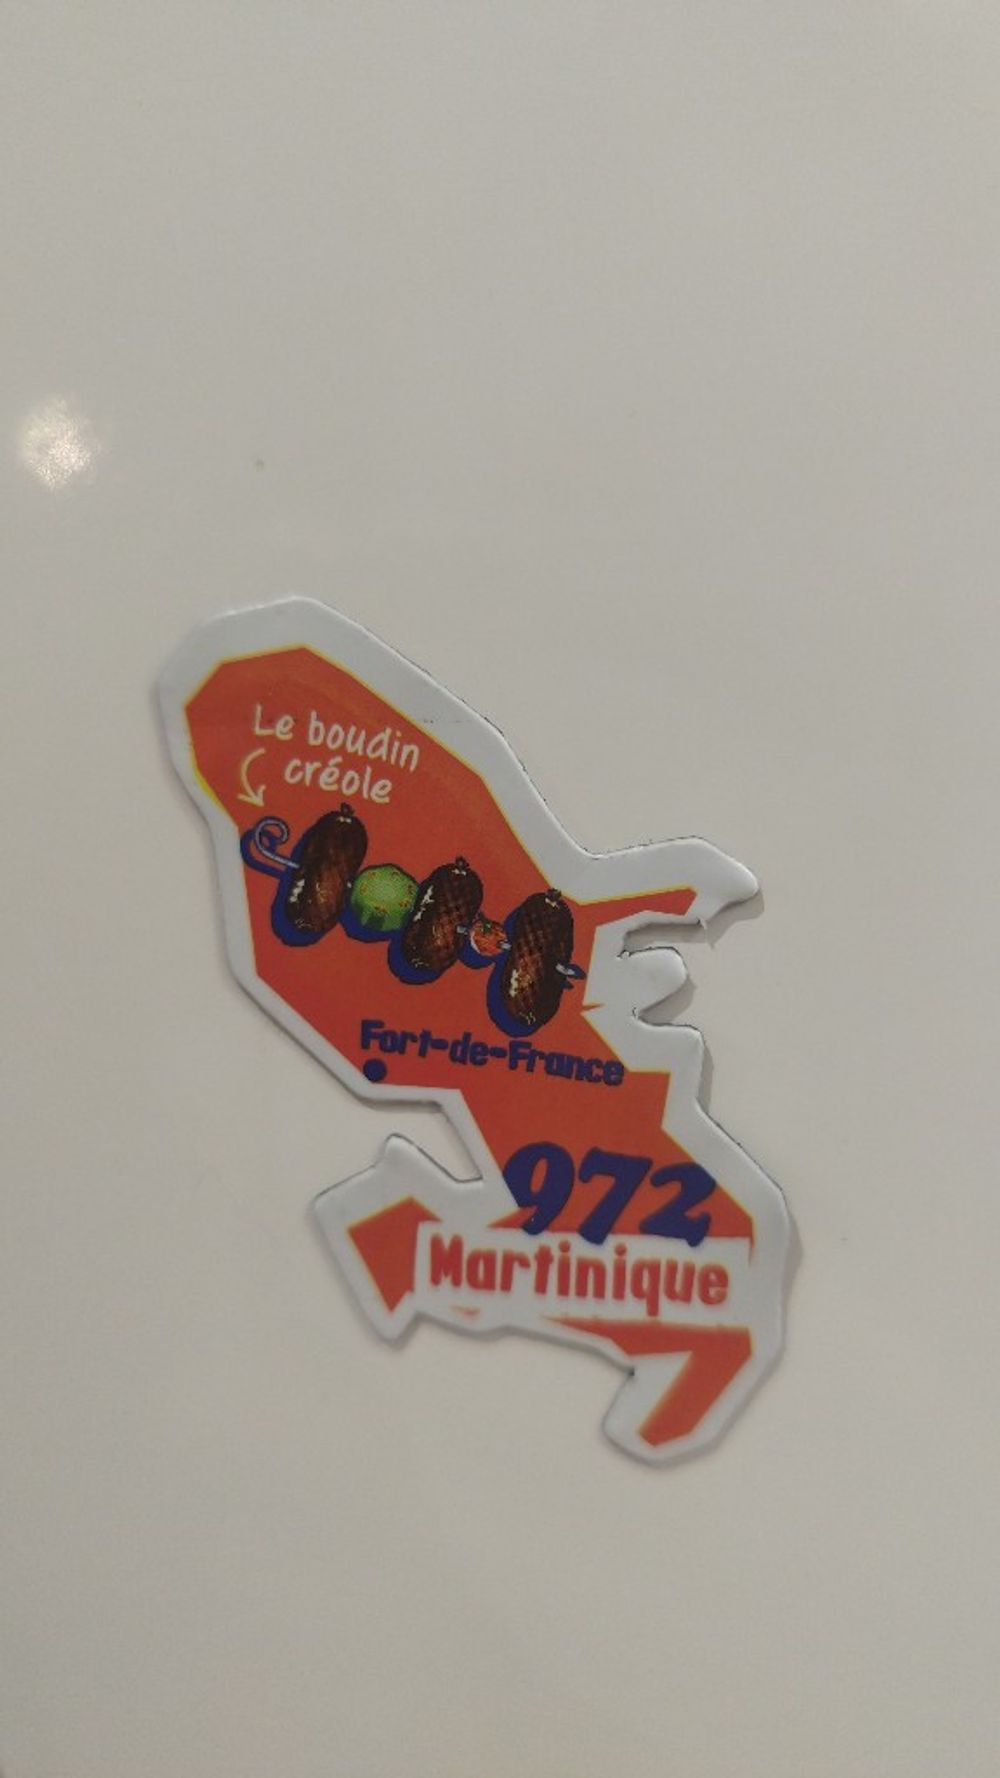 Le boudin
créole
Fort-de-France
972
Martinique